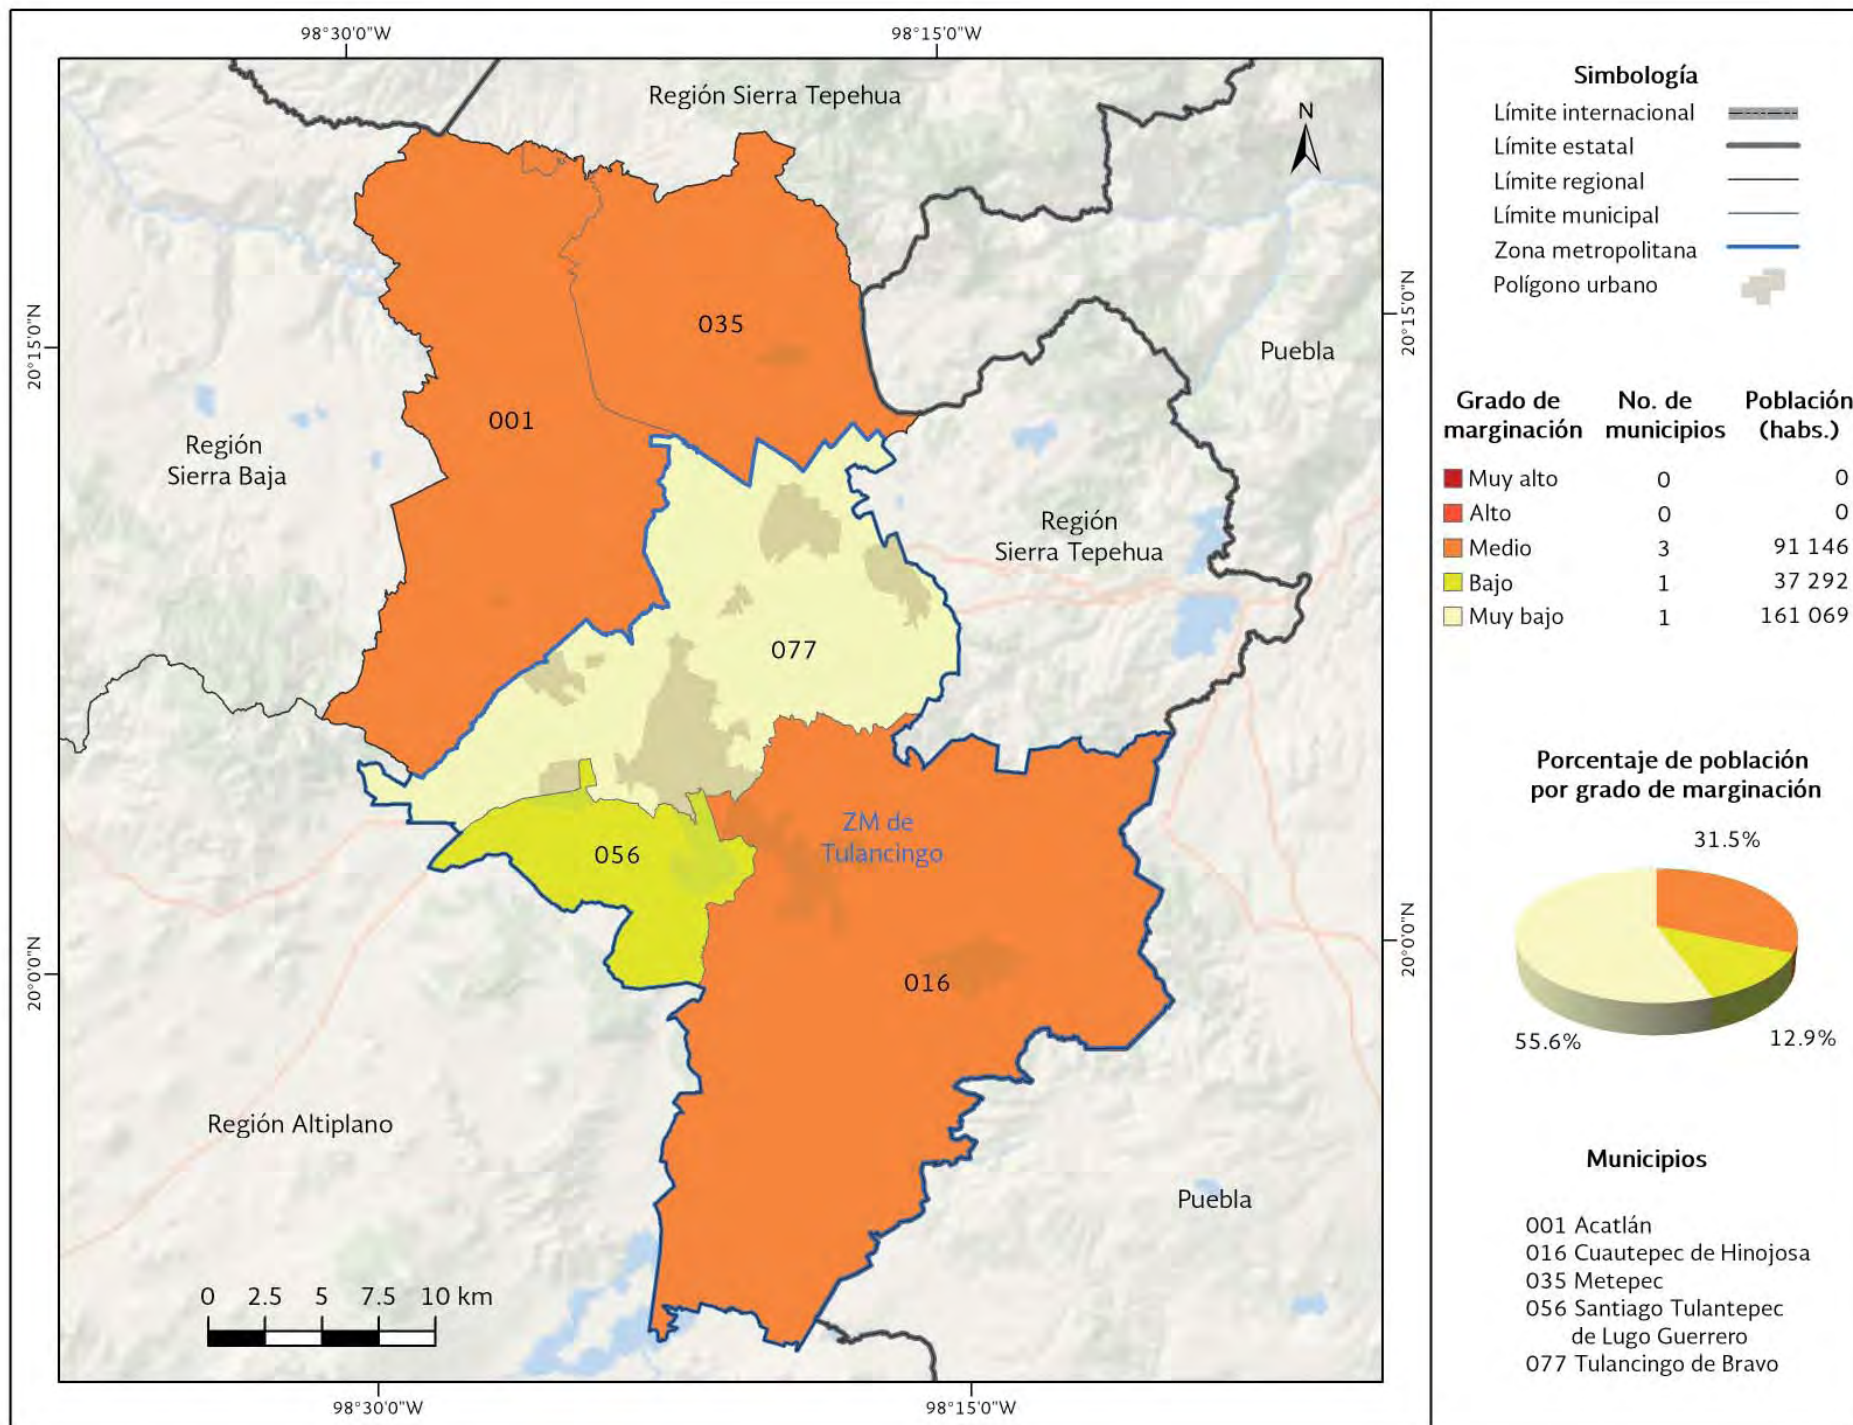 98°30'0"W
98°15'0"W
Región Sierra Tepehua
N
20°15'0"N
20°15'0"N
035
Puebla
001
Región
Sierra Baja
Región
Sierra Tepehua
077
ZM de
Tulancingo
056
20°0'0"N
20°0'0"N
016
Región Altiplano
Puebla
0 2.5 5 7.5 10 km
98°30'0"W
98°15'0"W
Simbología
Límite internacional
Límite estatal
Límite regional
Límite municipal
Zona metropolitana
Polígono urbano
Grado de marginación No. de municipios Población (habs.)
Muy alto 0 0
Alto 0 0
Medio 3 91 146
Bajo 1 37 292
Muy bajo 1 161 069
Porcentaje de población
por grado de marginación
31.5%
55.6%
12.9%
Municipios
001 Acatlán
016 Cuautepec de Hinojosa
035 Metepec
056 Santiago Tulantepec
de Lugo Guerrero
077 Tulancingo de Bravo